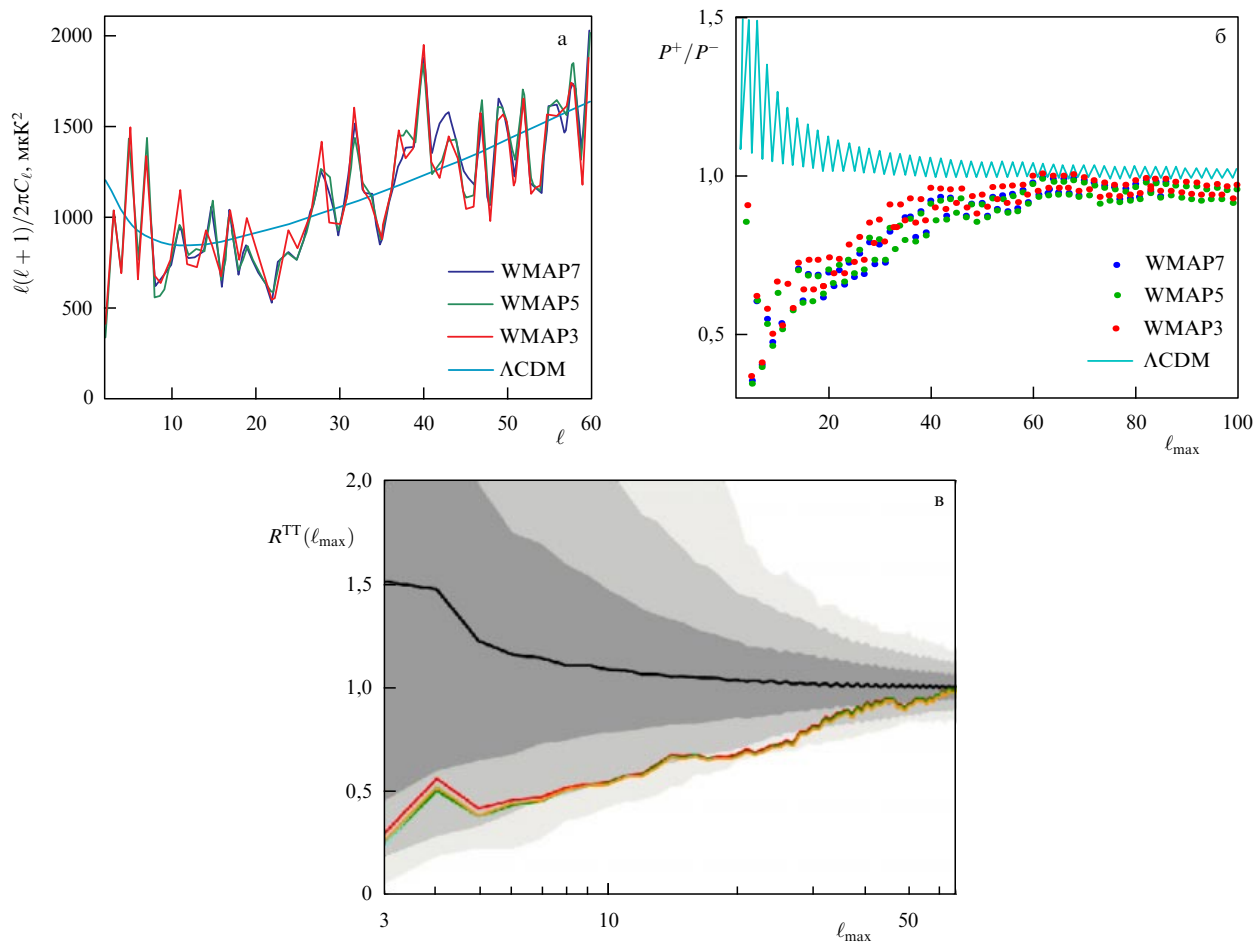 а
ℓ(ℓ + 1)/2πC_ℓ, мкК²
2000
1500
1000
500
0
10
20
30
40
50
60
ℓ
WMAP7
WMAP5
WMAP3
ΛCDM
б
P⁺/P⁻
1,5
1,0
0,5
20
40
60
80
100
ℓ_max
WMAP7
WMAP5
WMAP3
ΛCDM
в
R^TT(ℓ_max)
2,0
1,5
1,0
0,5
0
3
10
50
ℓ_max